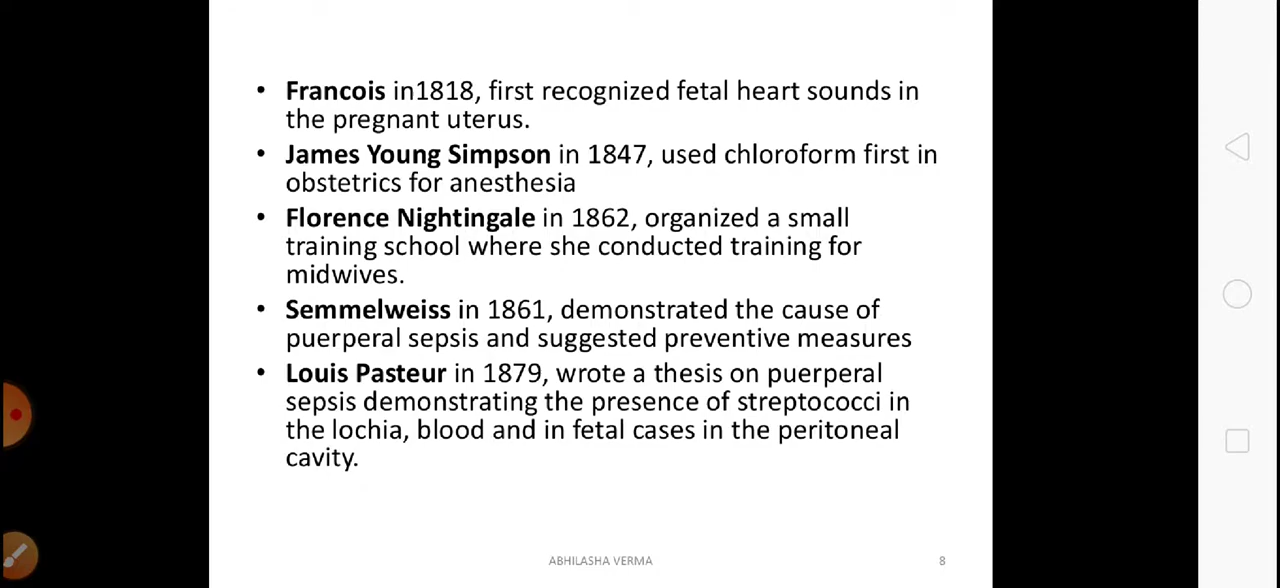 • Francois in1818, first recognized fetal heart sounds in
the pregnant uterus.
• James Young Simpson in 1847, used chloroform first in
obstetrics for anesthesia
• Florence Nightingale in 1862, organized a small
training school where she conducted training for
midwives.
• Semmelweiss in 1861, demonstrated the cause of
puerperal sepsis and suggested preventive measures
• Louis Pasteur in 1879, wrote a thesis on puerperal
sepsis demonstrating the presence of streptococci in
the lochia, blood and in fetal cases in the peritoneal
cavity.
ABHILASHA VERMA
8